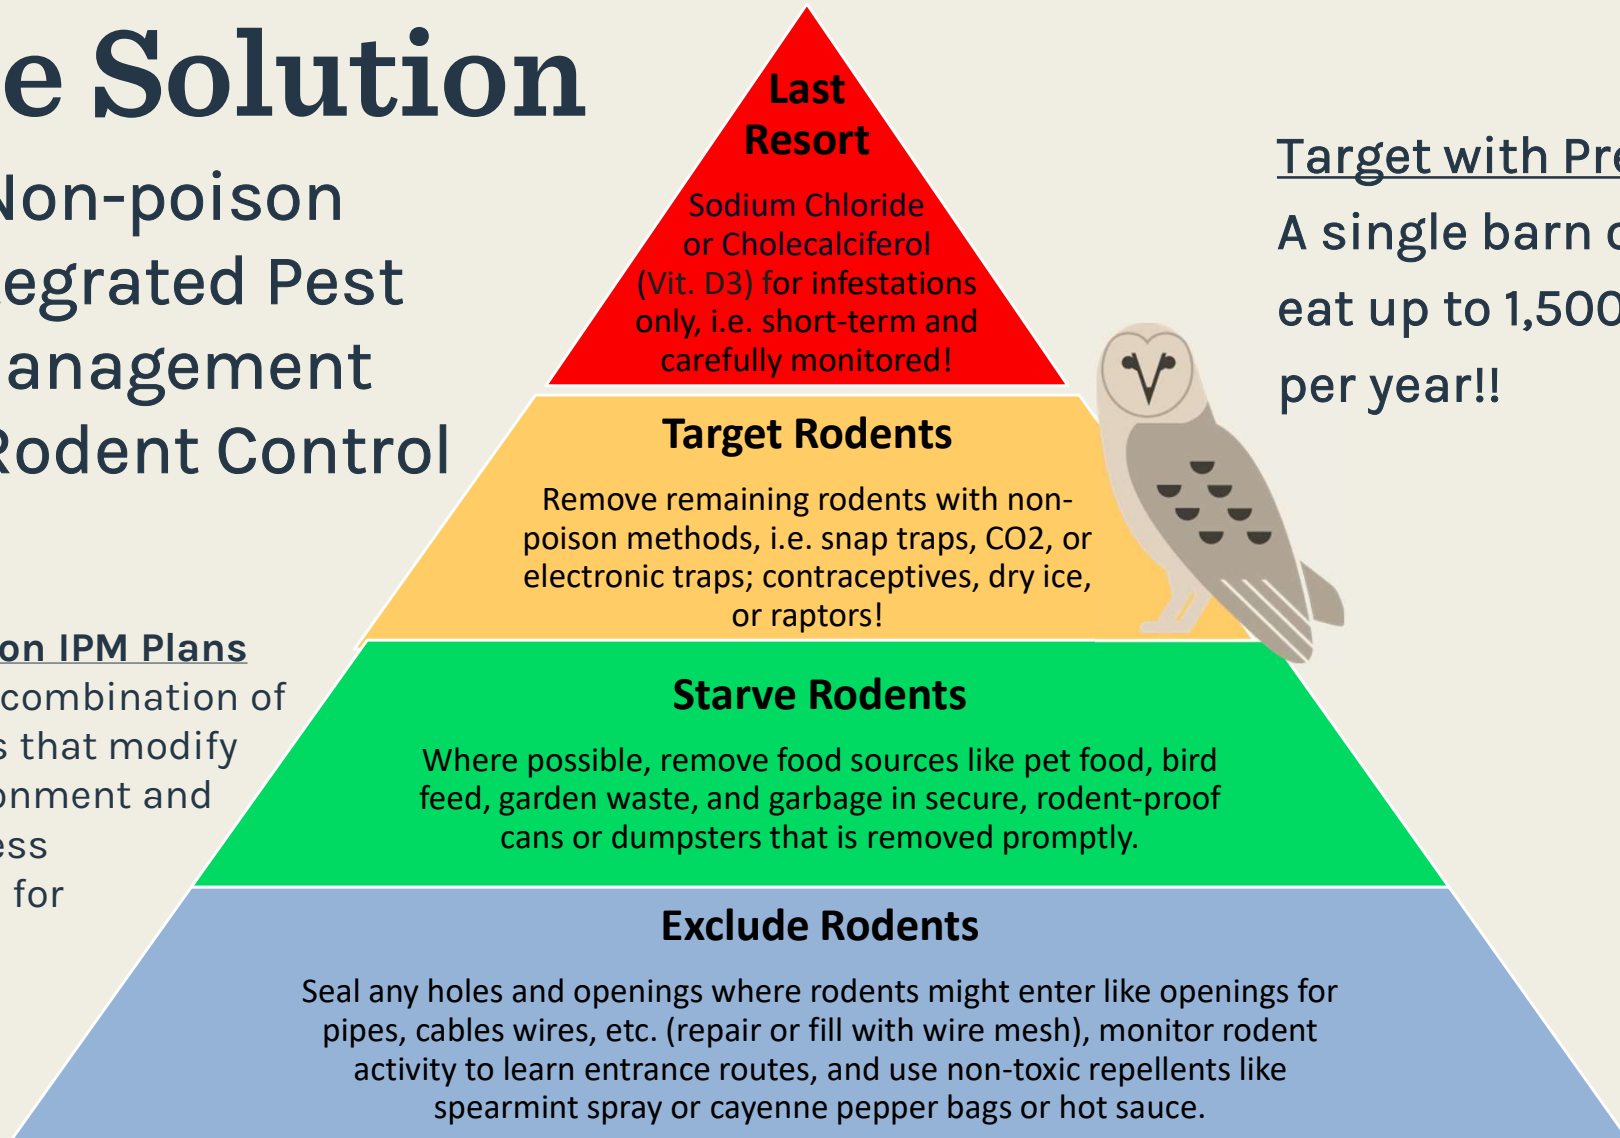 e Solution
Non-poison
tegrated Pest
anagement
Rodent Control
on IPM Plans
combination of
s that modify
onment and
ess
for
Last
Resort
Sodium Chloride
or Cholecalciferol
(Vit. D3) for infestations
only, i.e. short-term and
carefully monitored!
Target Rodents
Remove remaining rodents with non-
poison methods, i.e. snap traps, CO2, or
electronic traps; contraceptives, dry ice,
or raptors!
Starve Rodents
Where possible, remove food sources like pet food, bird
feed, garden waste, and garbage in secure, rodent-proof
cans or dumpsters that is removed promptly.
Exclude Rodents
Seal any holes and openings where rodents might enter like openings for
pipes, cables wires, etc. (repair or fill with wire mesh), monitor rodent
activity to learn entrance routes, and use non-toxic repellents like
spearmint spray or cayenne pepper bags or hot sauce.
Target with Pre
A single barn o
eat up to 1,500
per year!!